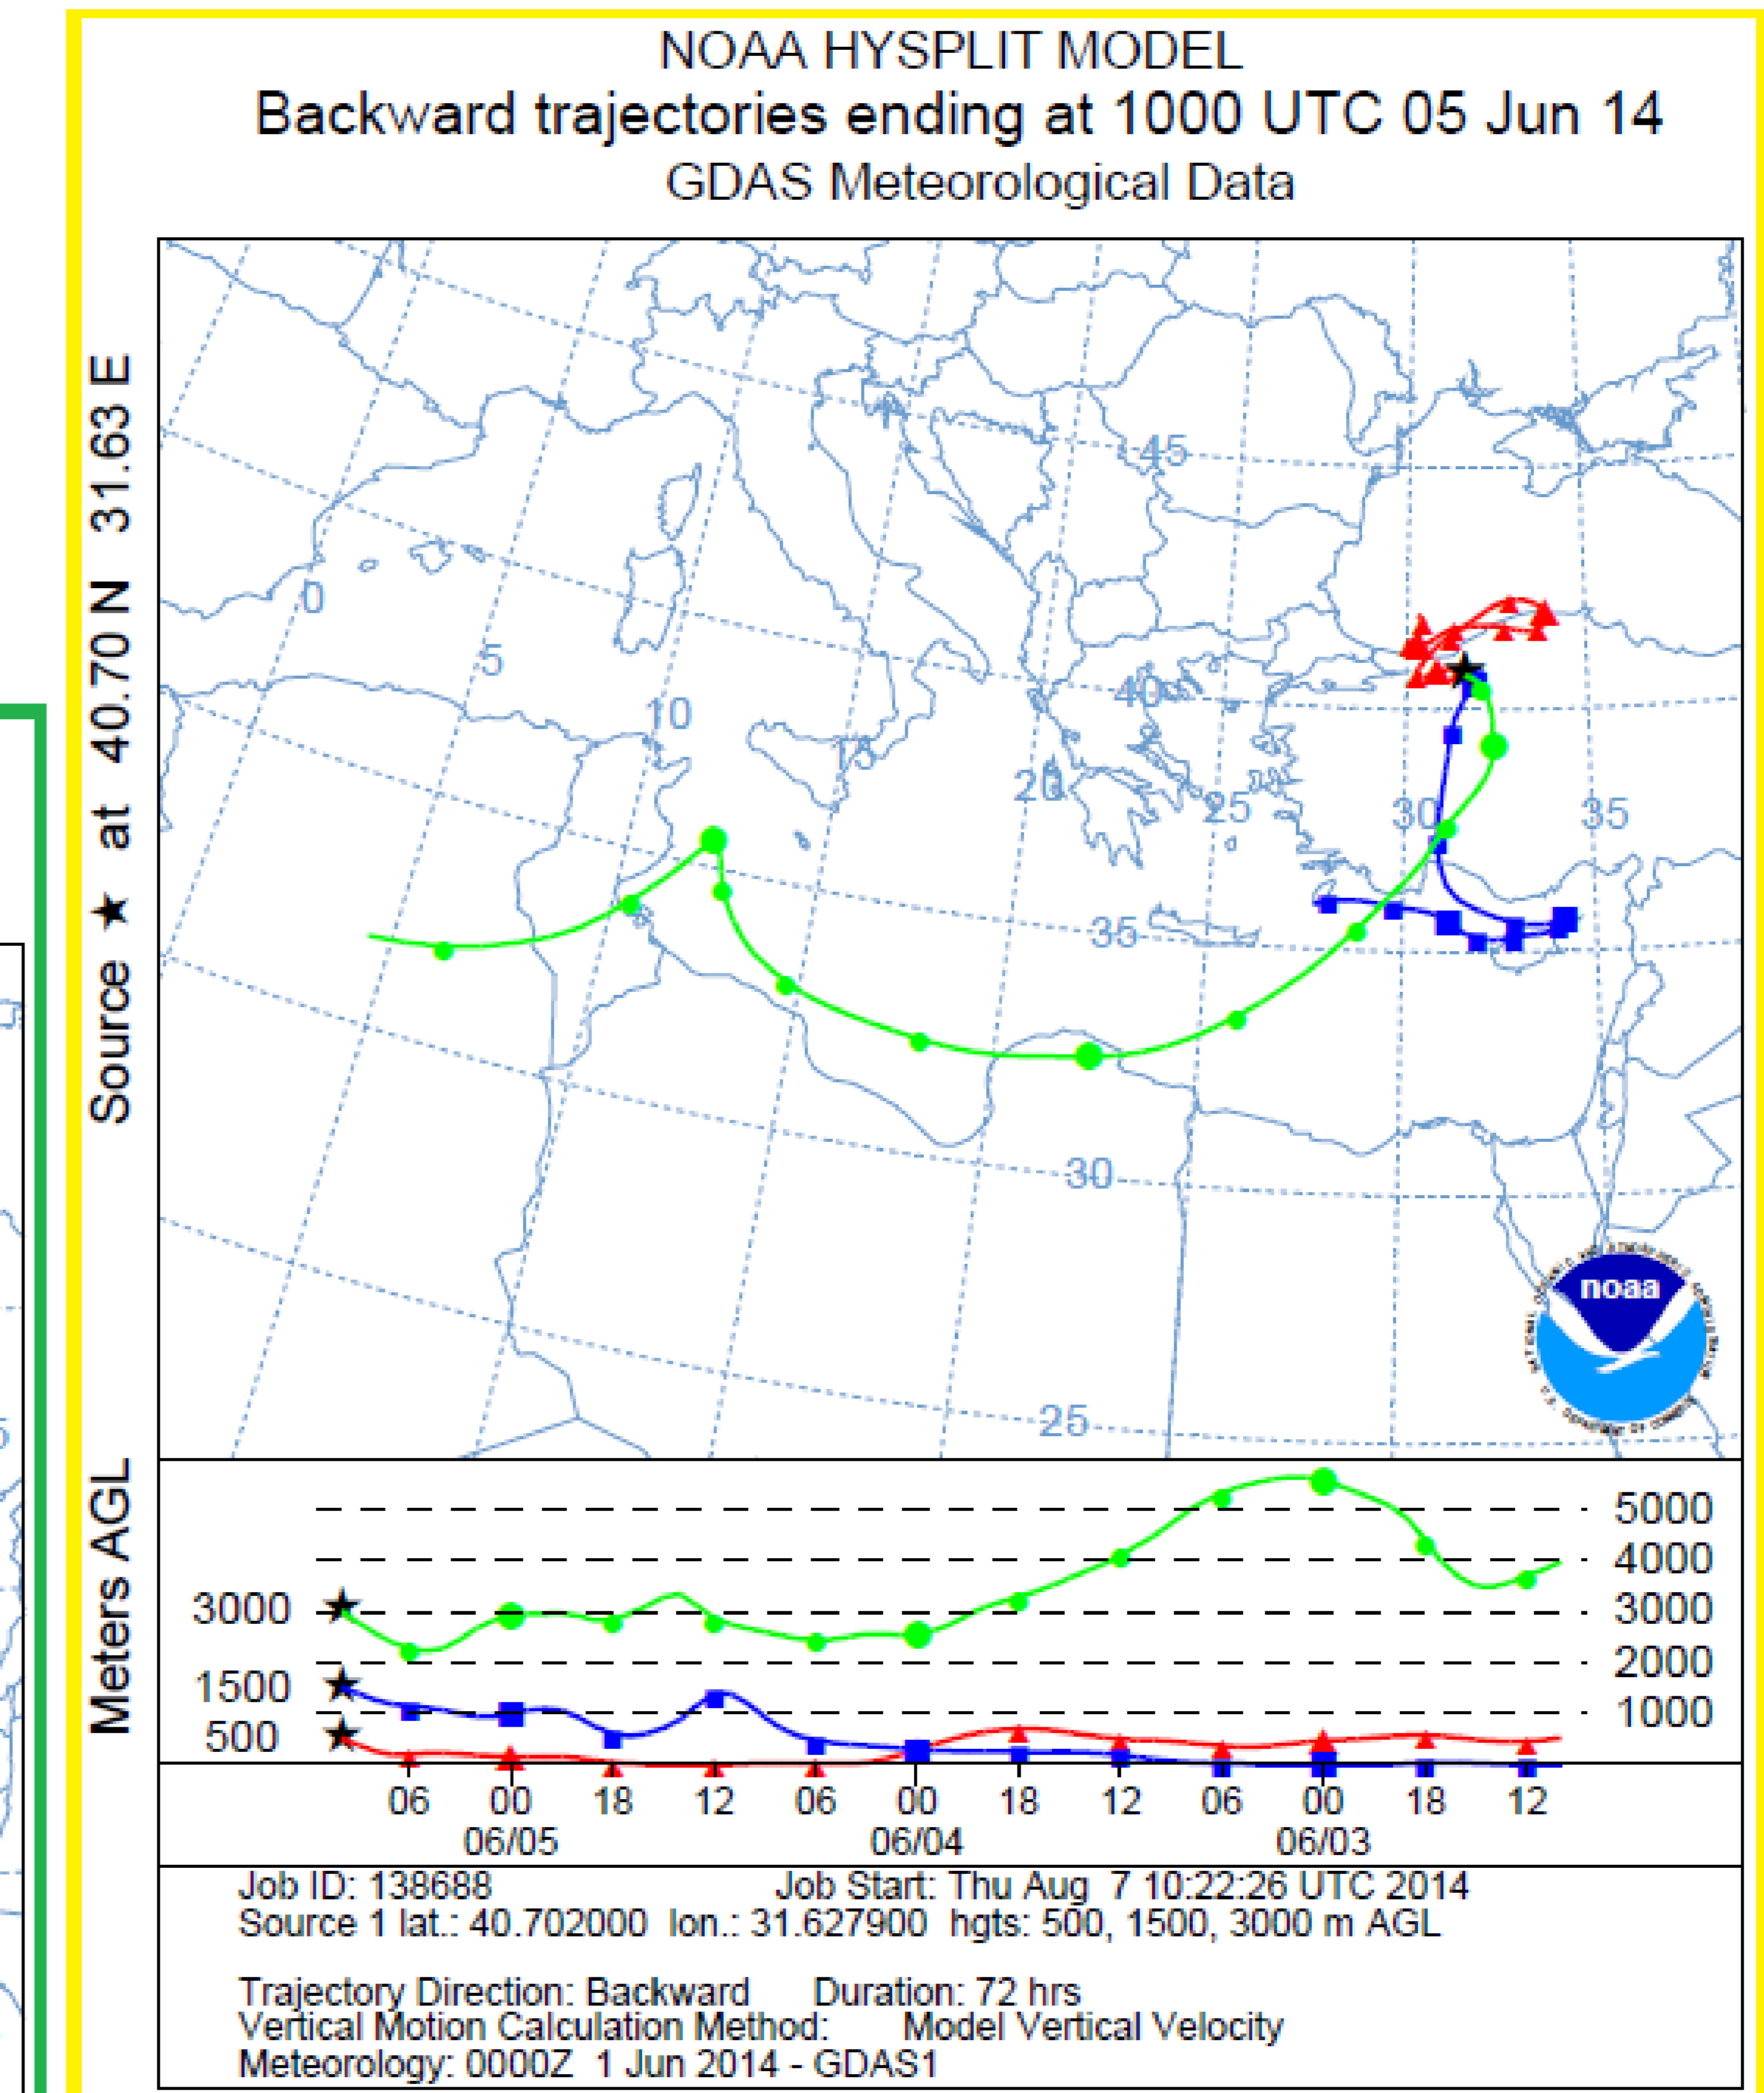 NOAA HYSPLIT MODEL
Backward trajectories ending at 1000 UTC 05 Jun 14
GDAS Meteorological Data
Source ★ at 40.70 N 31.63 E
45
0
5
10
40
15
20
25
30
35
35
30
25
noaa
Meters AGL
5000
4000
3000
3000
2000
1500
1000
500
06 00 18 12 06 00 18 12 06 00 18 12
06/05 06/04 06/03
Job ID: 138688 Job Start: Thu Aug 7 10:22:26 UTC 2014
Source 1 lat.: 40.702000 lon.: 31.627900 hgts: 500, 1500, 3000 m AGL
Trajectory Direction: Backward Duration: 72 hrs
Vertical Motion Calculation Method: Model Vertical Velocity
Meteorology: 0000Z 1 Jun 2014 - GDAS1